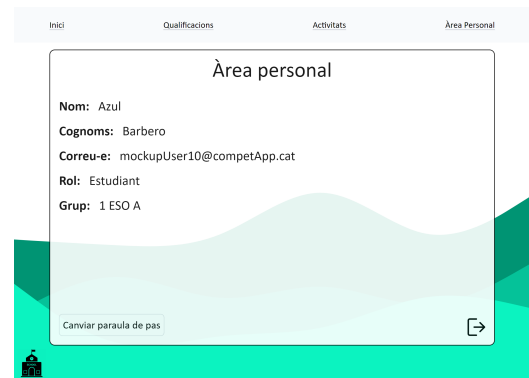 Inici Qualificacions Activitats Àrea Personal
Àrea personal
Nom: Azul
Cognoms: Barbero
Correu-e: mockupUser10@competApp.cat
Rol: Estudiant
Grup: 1 ESO A
Canviar paraula de pas